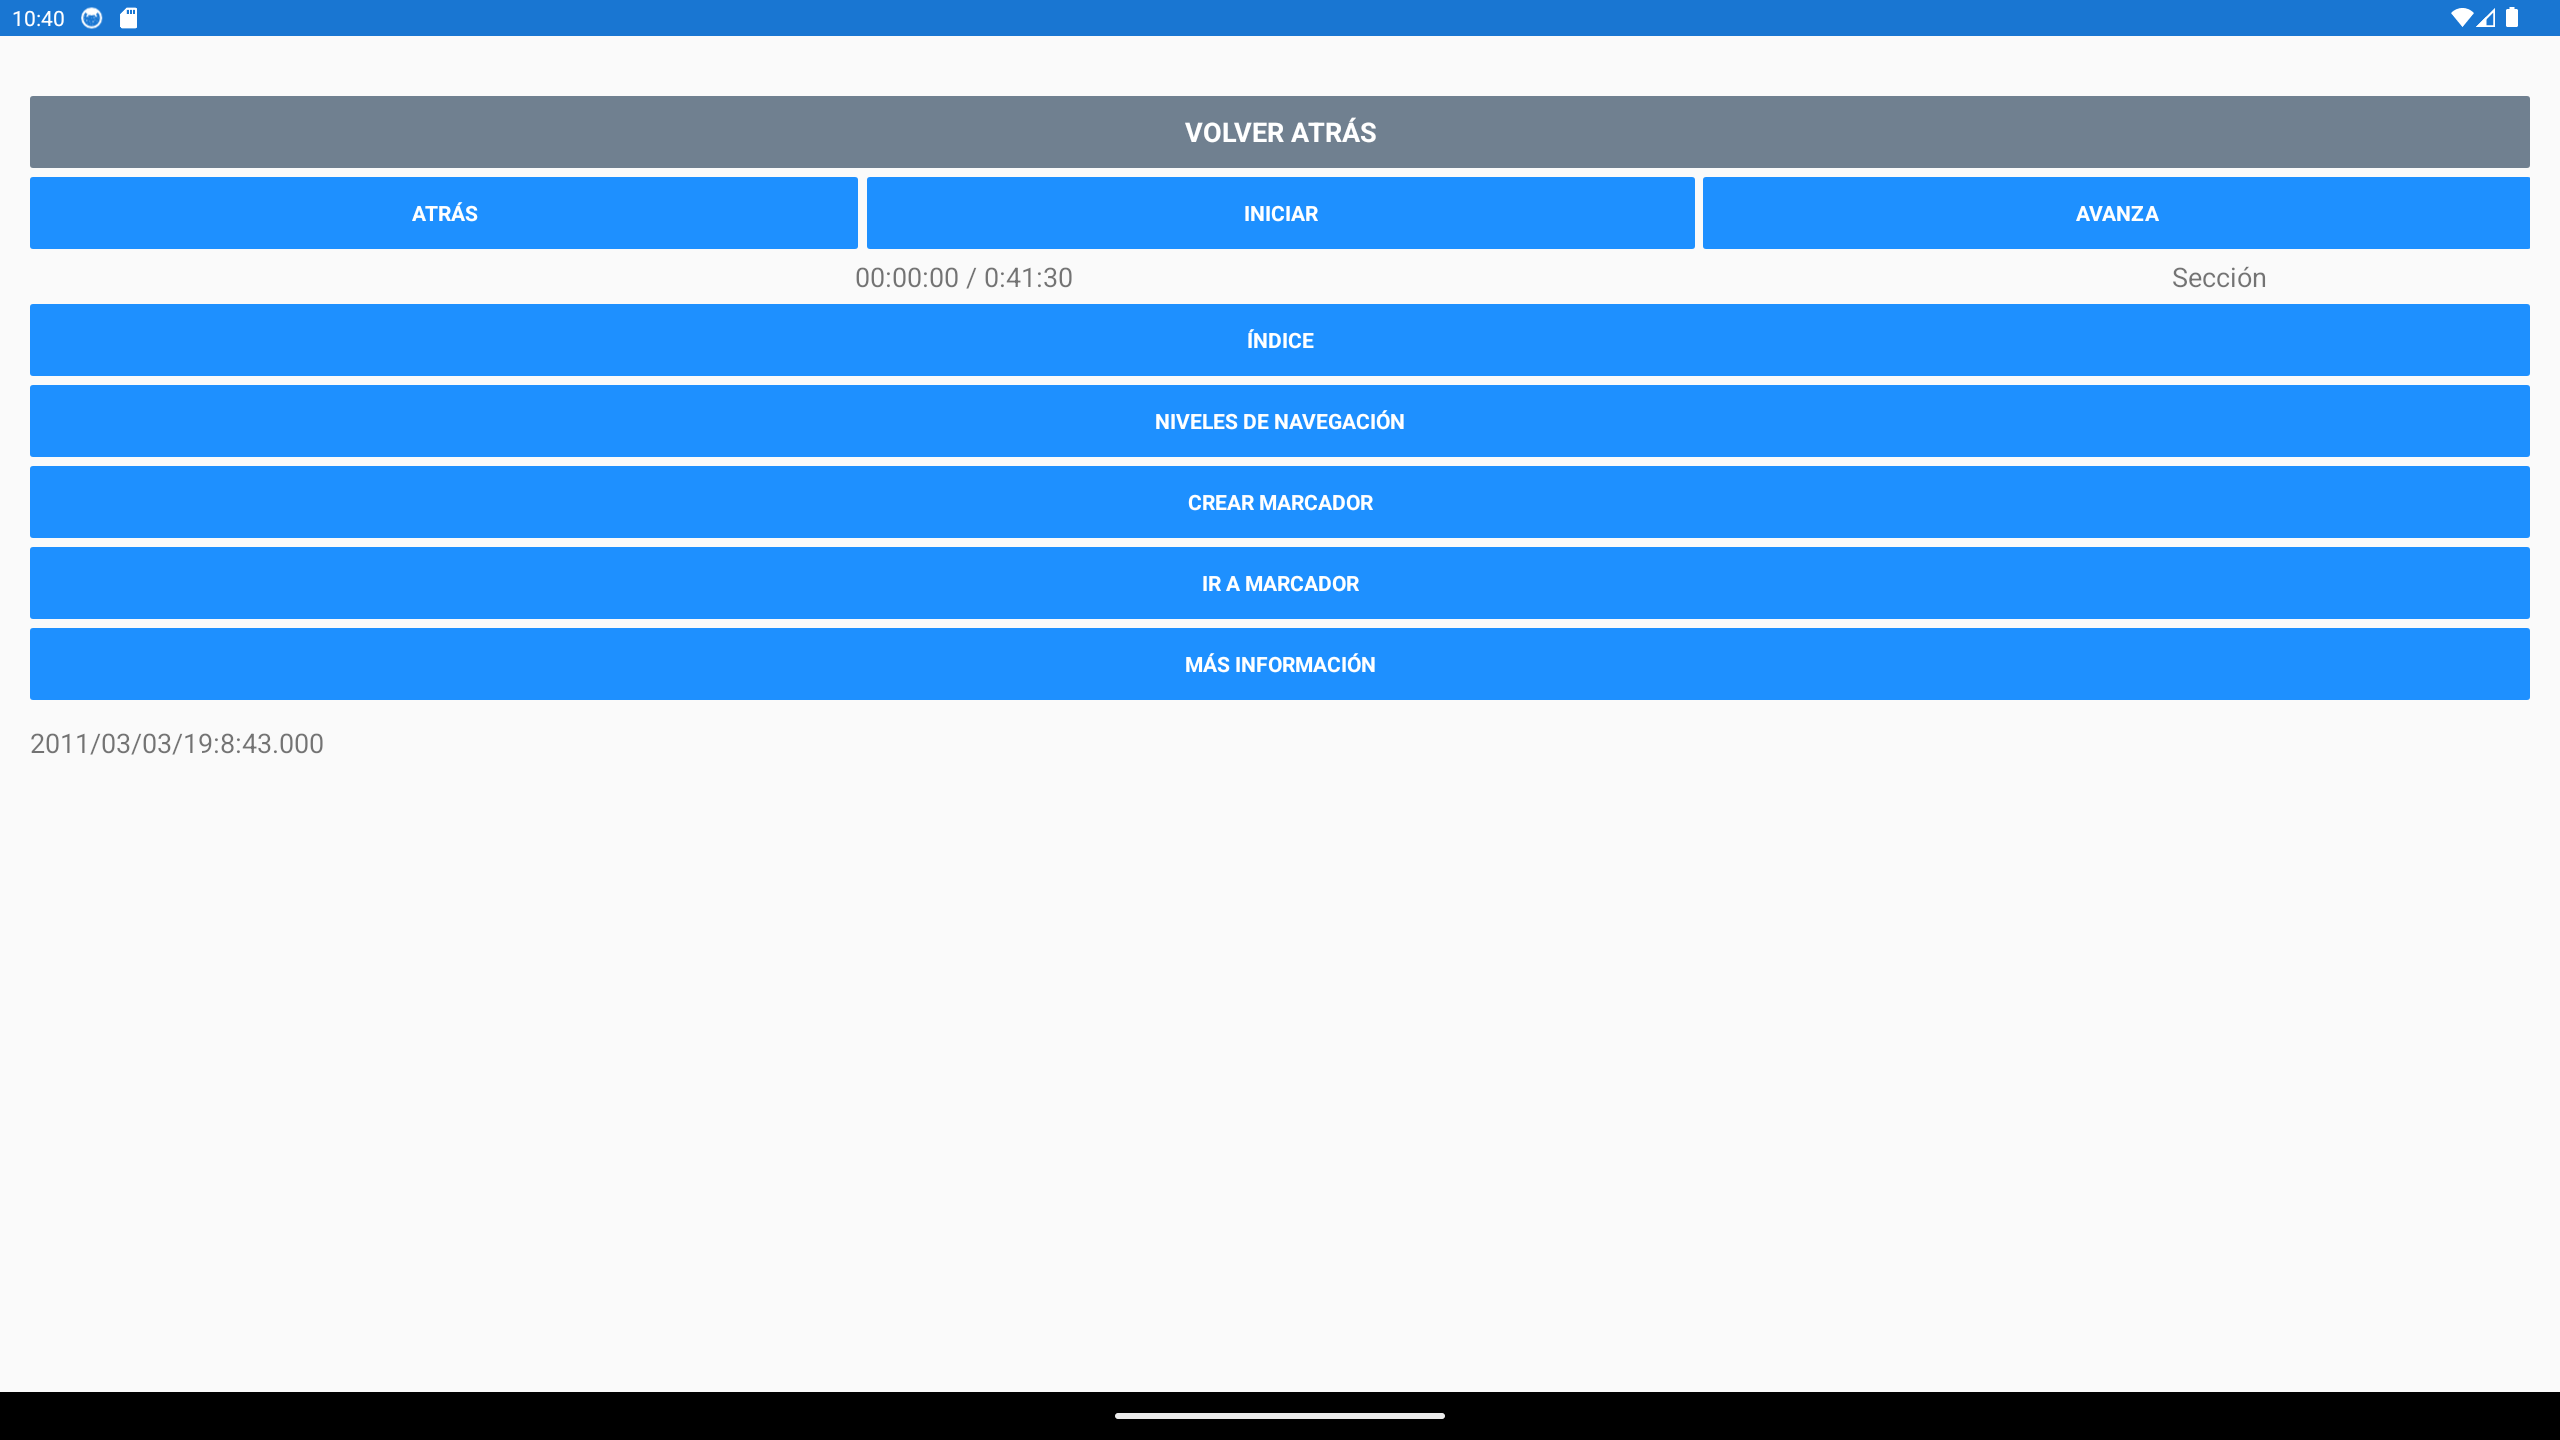 10:40
VOLVER ATRÁS
ATRÁS
INICIAR
AVANZA
00:00:00 / 0:41:30
Sección
ÍNDICE
NIVELES DE NAVEGACIÓN
CREAR MARCADOR
IR A MARCADOR
MÁS INFORMACIÓN
2011/03/03/19:8:43.000